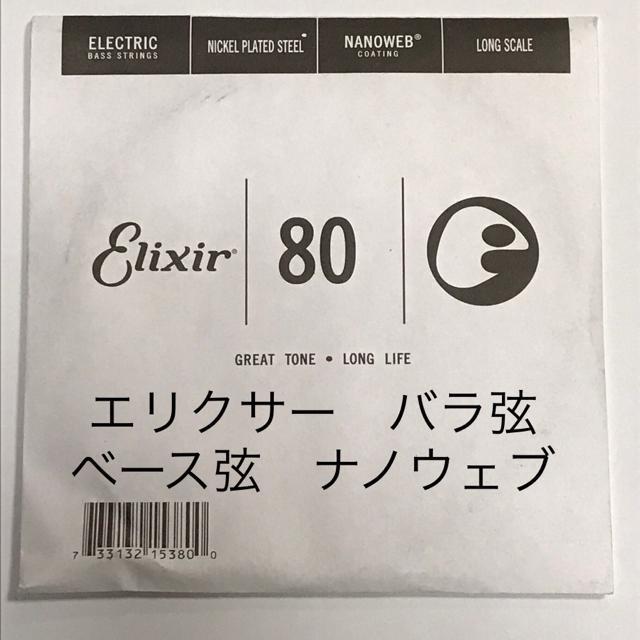 ELECTRIC
BASS STRINGS
NICKEL PLATED STEEL
NANOWEB®
COATING
LONG SCALE
Elixir®
80
GREAT TONE • LONG LIFE
エリクサー　バラ弦
ベース弦　ナノウェブ
7 33132 15380 0